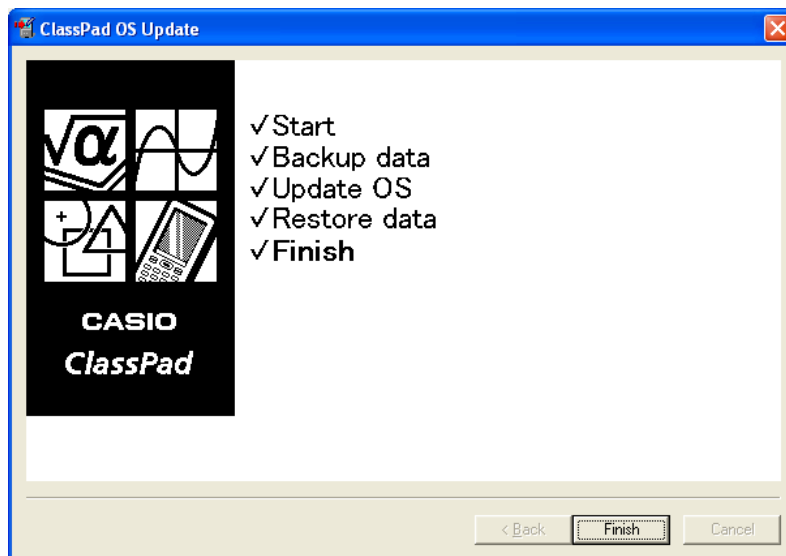 ClassPad OS Update
√α
√Start
√Backup data
√Update OS
√Restore data
√Finish
CASIO
ClassPad
< Back
Finish
Cancel